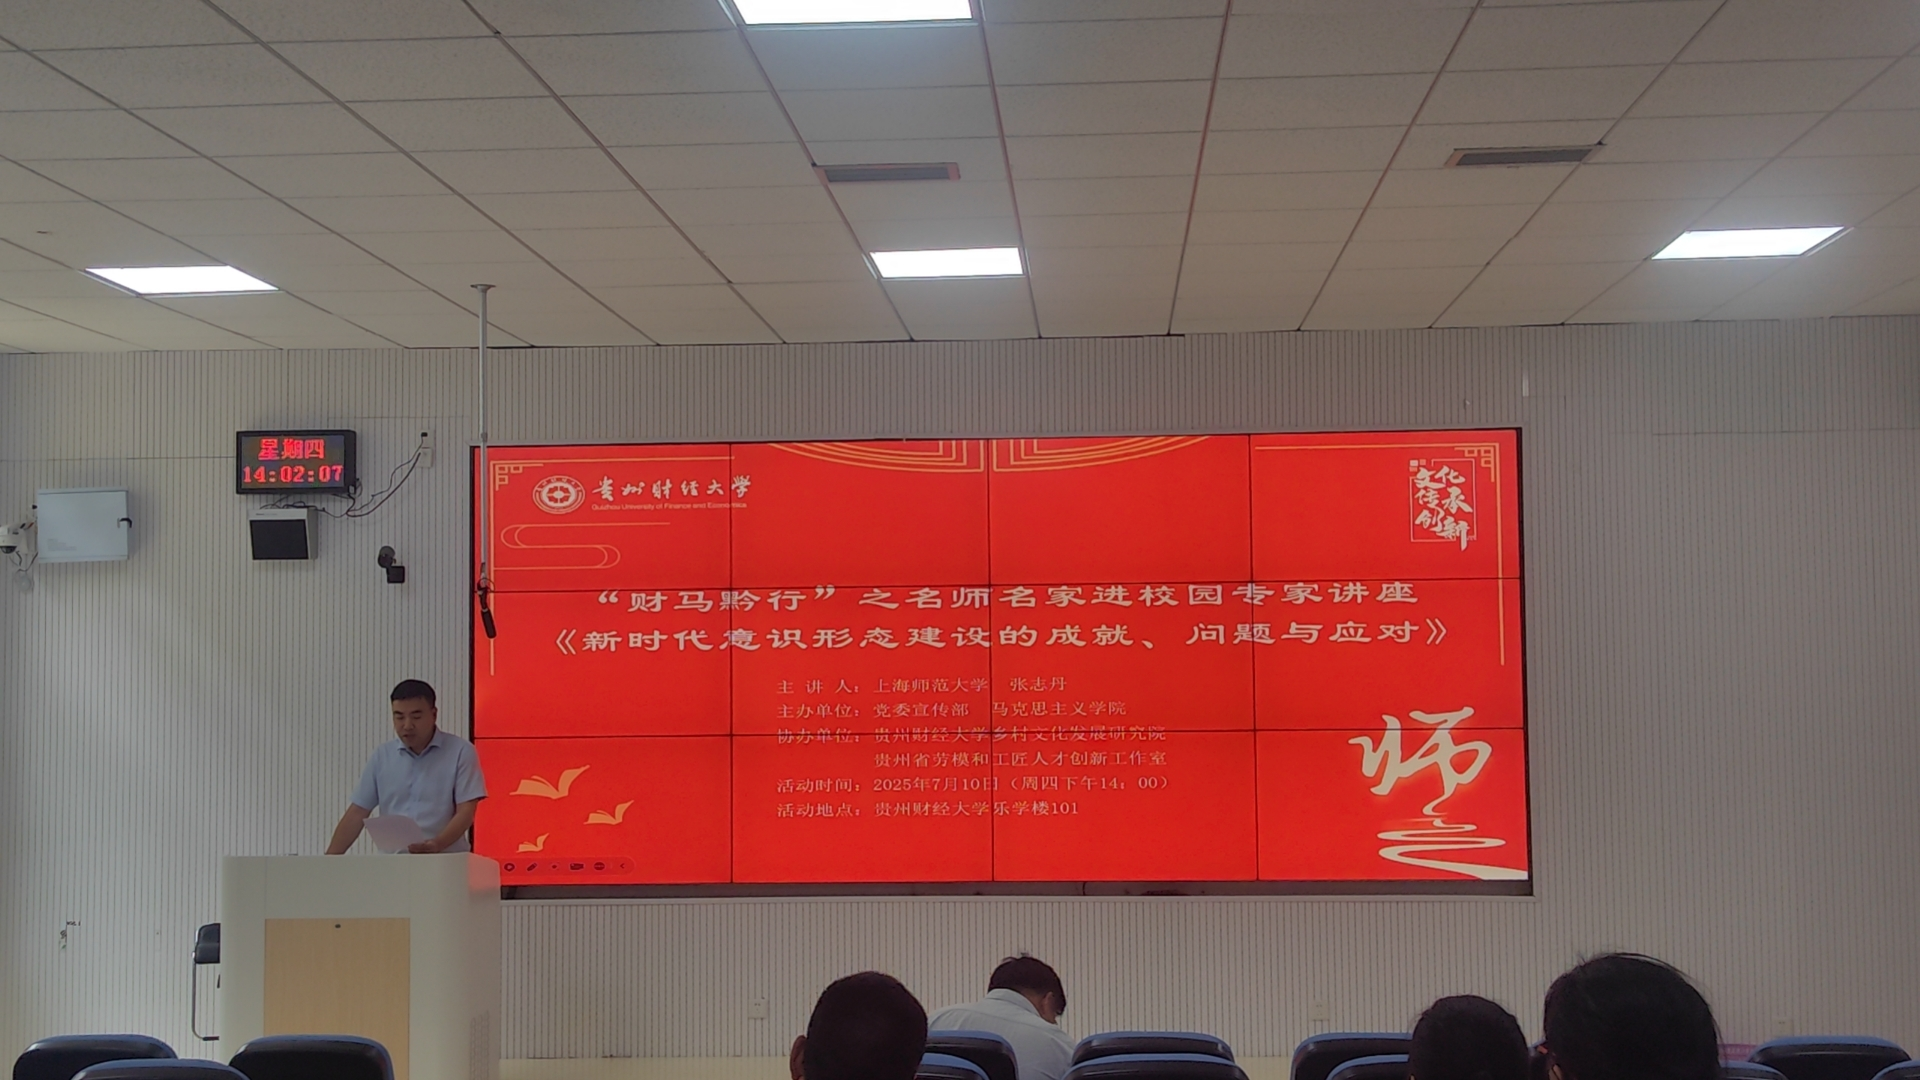 星期四
14:02:07
贵州财经大学
Guizhou University of Finance and Economics
文化
传承
创新
“财马黔行”之名师名家进校园专家讲座
《新时代意识形态建设的成就、问题与应对》
主 讲 人：上海师范大学 张志丹
主办单位：党委宣传部 马克思主义学院
协办单位：贵州财经大学乡村文化发展研究院
贵州省劳模和工匠人才创新工作室
活动时间：2025年7月10日（周四下午14：00）
活动地点：贵州财经大学乐学楼101
师